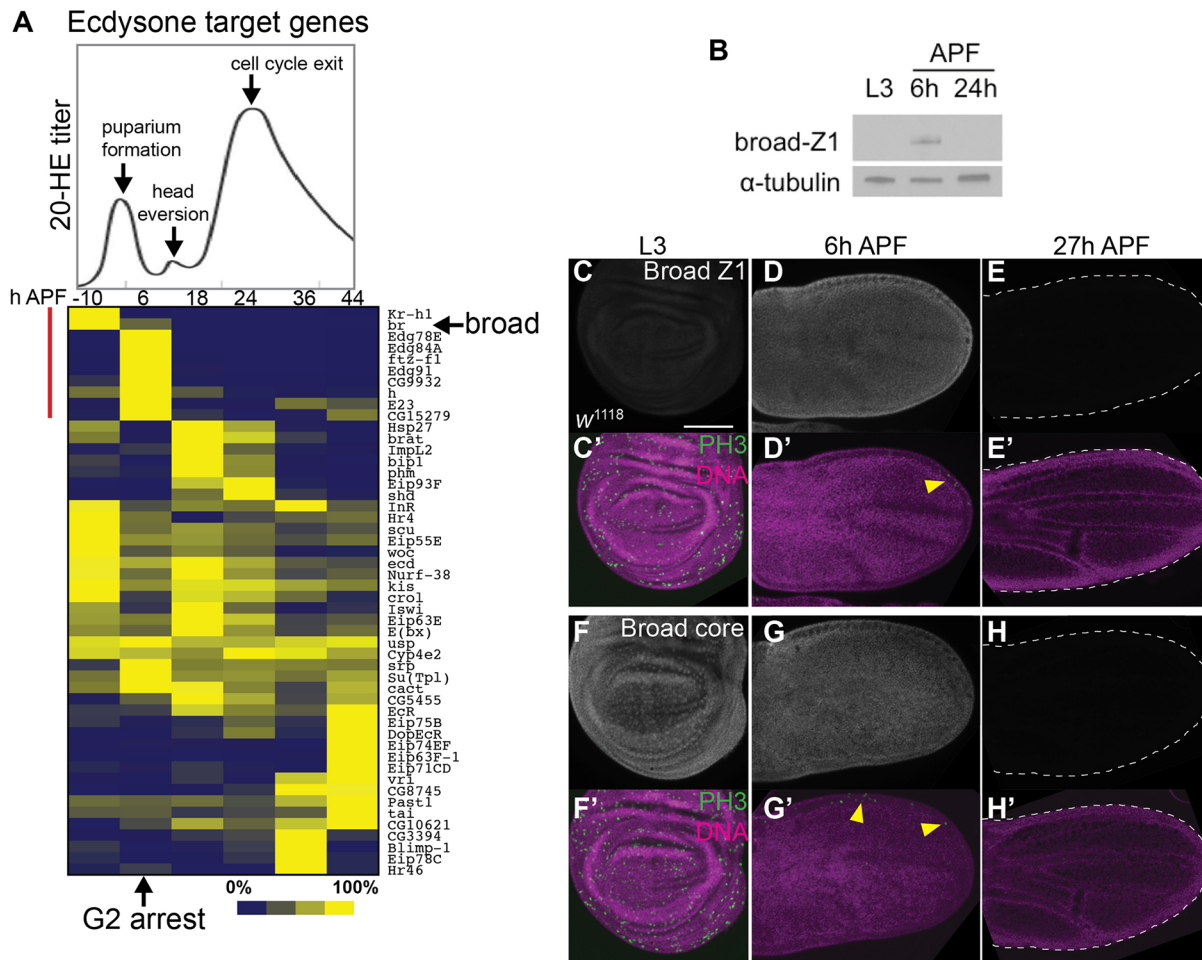 A
Ecdysone target genes
cell cycle exit
puparium
formation
head
eversion
20-HE titer
h APF -10 6 18 24 36 44
Kr-h1
br
broad
Edg78E
Edg84A
ftz-f1
Edg91
CG9932
h
E23
CG15279
Hsp27
brat
ImpL2
bip1
phm
Eip93F
shd
InR
Hr4
scu
Eip55E
woc
ecd
Nurf-38
kis
crol
Iswi
Eip63E
E(bx)
usp
Cyp4e2
srp
Su(Tpl)
cact
CG5455
EcR
Eip75B
DopEcR
Eip74EF
Eip63F-1
Eip71CD
vri
CG8745
Past1
tai
CG10621
CG3394
Blimp-1
Eip78C
Hr46
0% 100%
G2 arrest
B
APF
L3 6h 24h
broad-Z1
α-tubulin
L3 6h APF 27h APF
C Broad Z1 D E
w1118
C' PH3 D' E'
DNA
F Broad core G H
F' PH3 G' H'
DNA